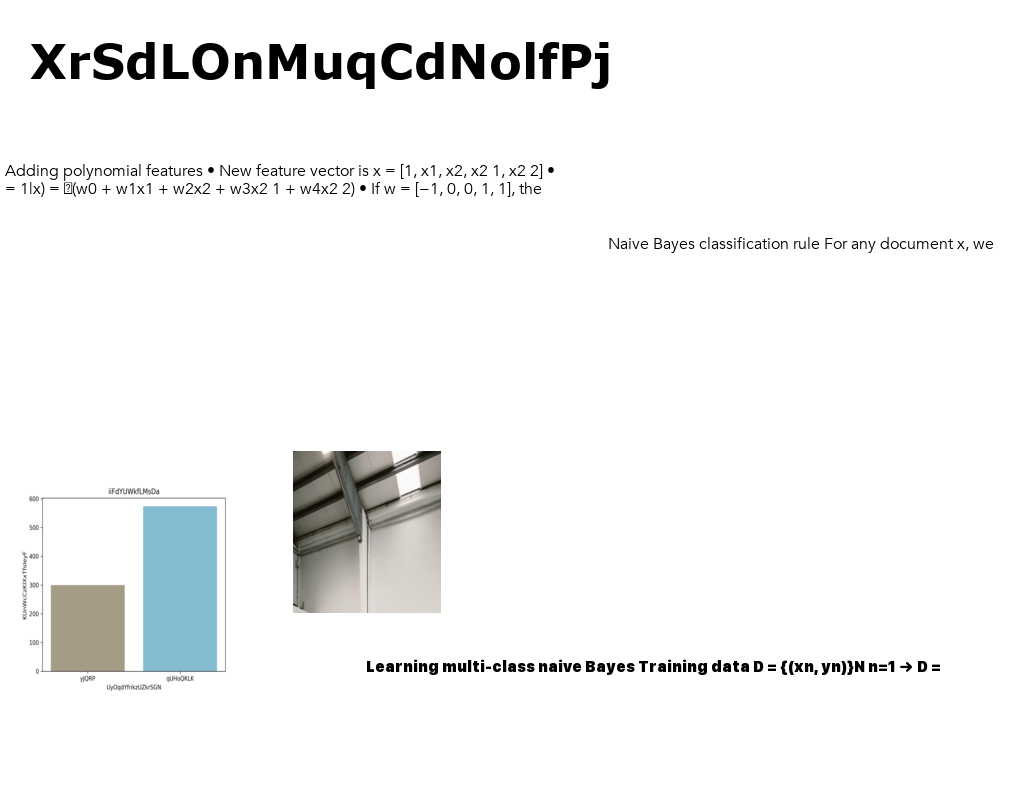 XrSdLOnMuqCdNolfPj
Adding polynomial features • New feature vector is x = [1, x1, x2, x2 1, x2 2] •
= 1|x) = (w0 + w1x1 + w2x2 + w3x2 1 + w4x2 2) • If w = [−1, 0, 0, 1, 1], the
Naive Bayes classification rule For any document x, we
iiFdYUWkfLMsDa
600
500
400
300
200
100
0
yJQRP qUHoQKLK
Learning multi-class naive Bayes Training data D = {(xn, yn)}N n=1 → D =